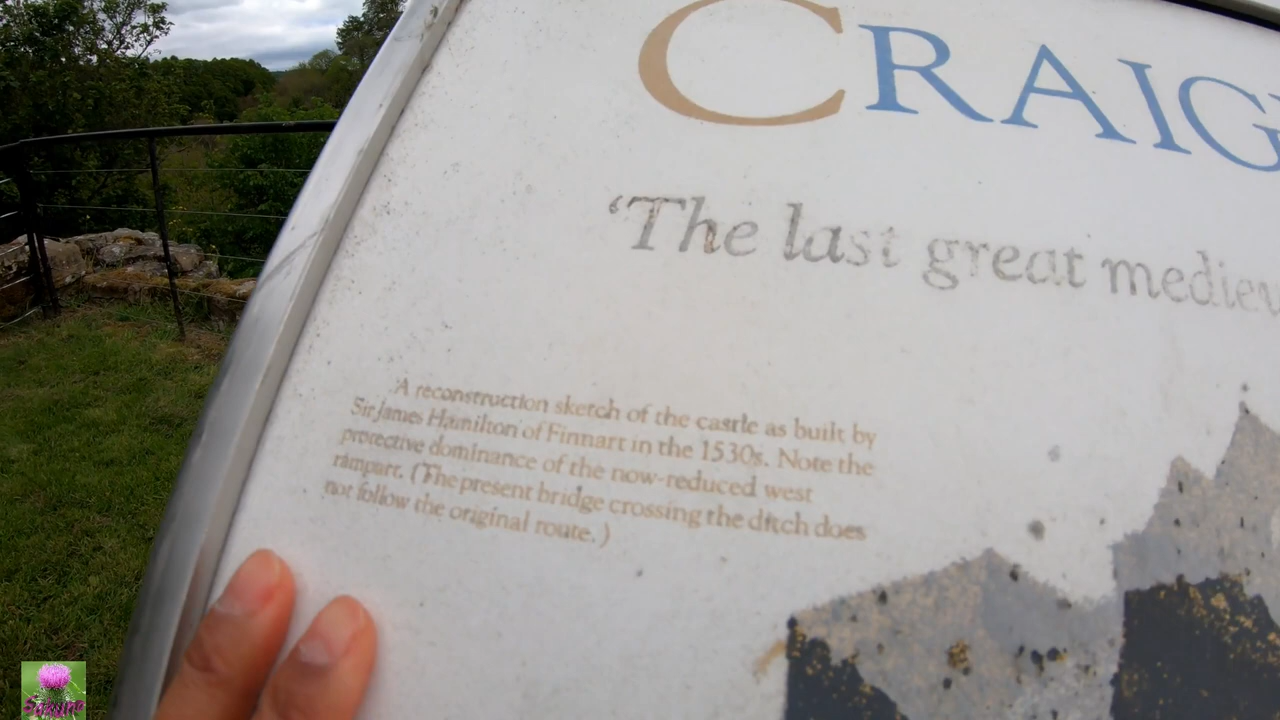 CRAIG
'The last great mediev
A reconstruction sketch of the castle as built by
Sir James Hamilton of Finnart in the 1530s. Note the
protective dominance of the now-reduced west
rampart. (The present bridge crossing the ditch does
not follow the original route.)
Sakura